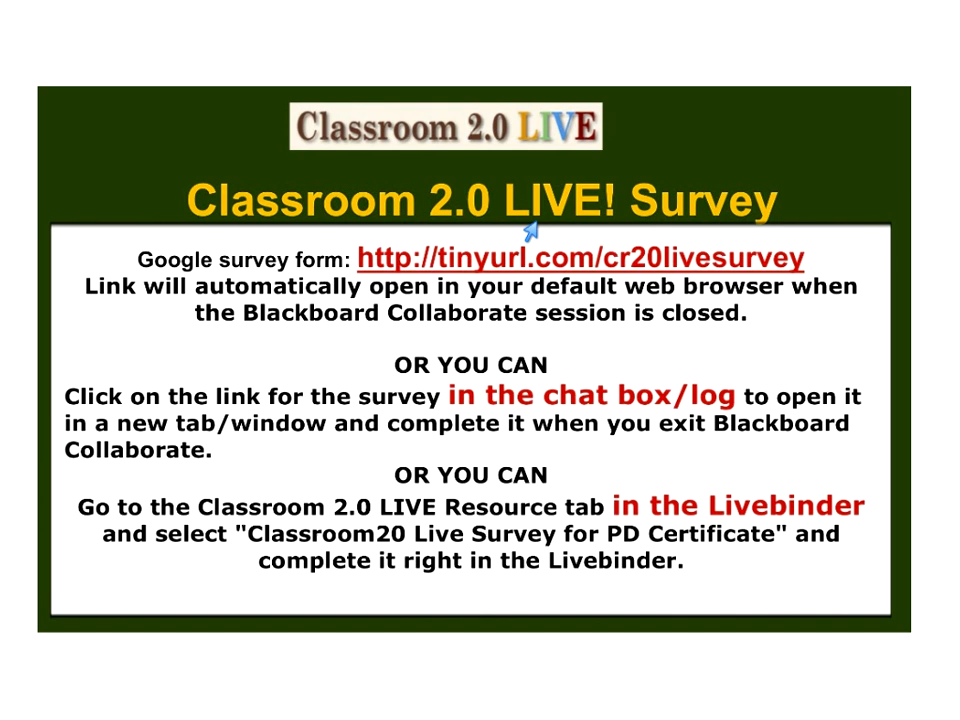 Classroom 2.0 LIVE
Classroom 2.0 LIVE! Survey
Google survey form: http://tinyurl.com/cr20livesurvey
Link will automatically open in your default web browser when
the Blackboard Collaborate session is closed.
OR YOU CAN
Click on the link for the survey in the chat box/log to open it
in a new tab/window and complete it when you exit Blackboard
Collaborate.
OR YOU CAN
Go to the Classroom 2.0 LIVE Resource tab in the Livebinder
and select "Classroom20 Live Survey for PD Certificate" and
complete it right in the Livebinder.